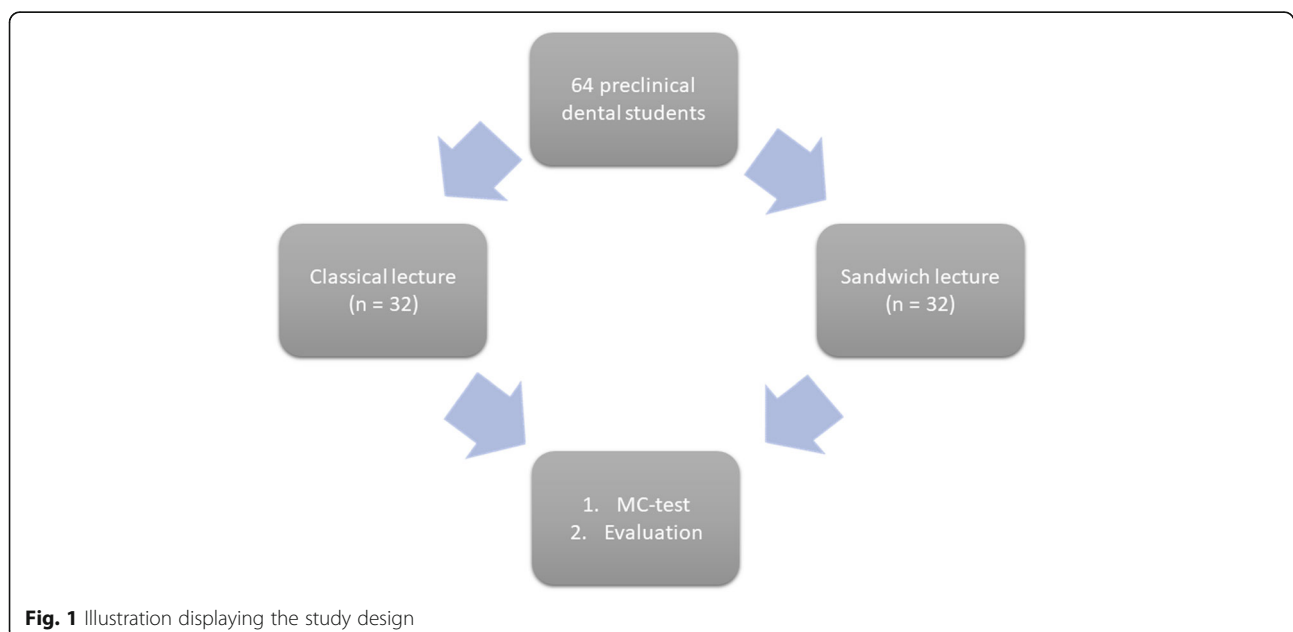 64 preclinical
dental students
Classical lecture
(n = 32)
Sandwich lecture
(n = 32)
1. MC-test
2. Evaluation
Fig. 1 Illustration displaying the study design